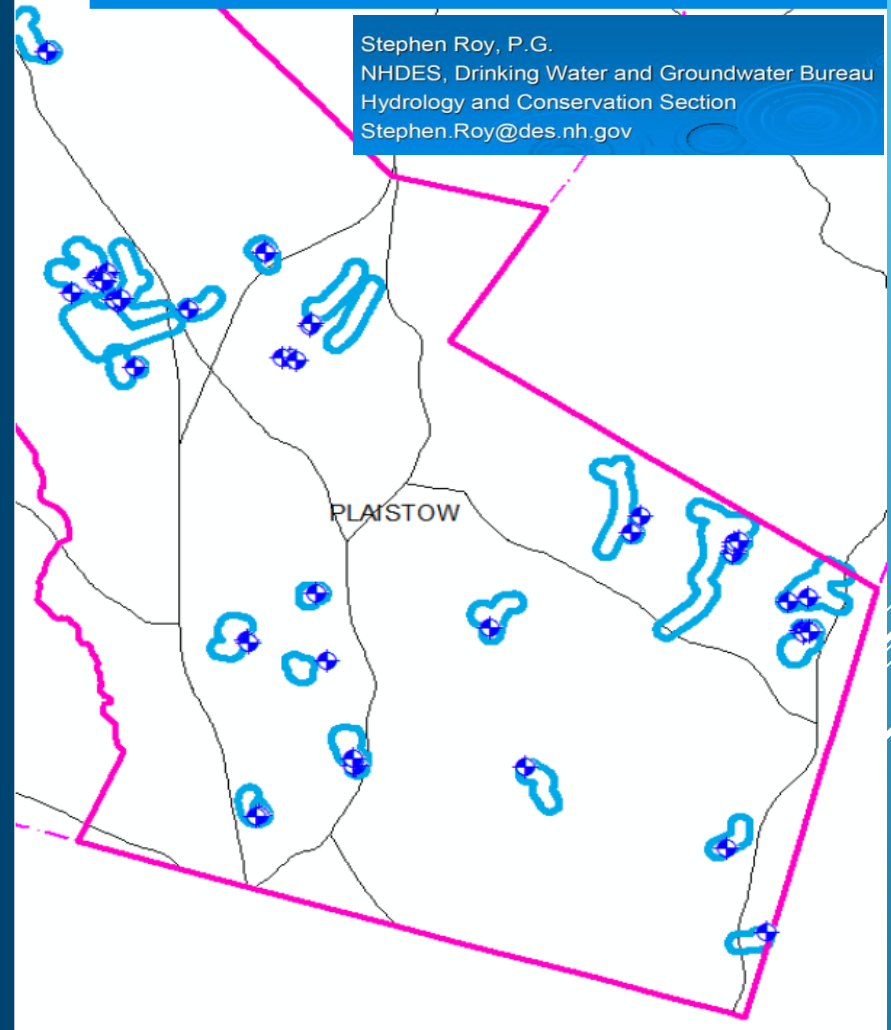 Stephen Roy, P.G.
NHDES, Drinking Water and Groundwater Bureau
Hydrology and Conservation Section
Stephen.Roy@des.nh.gov
PLAISTOW